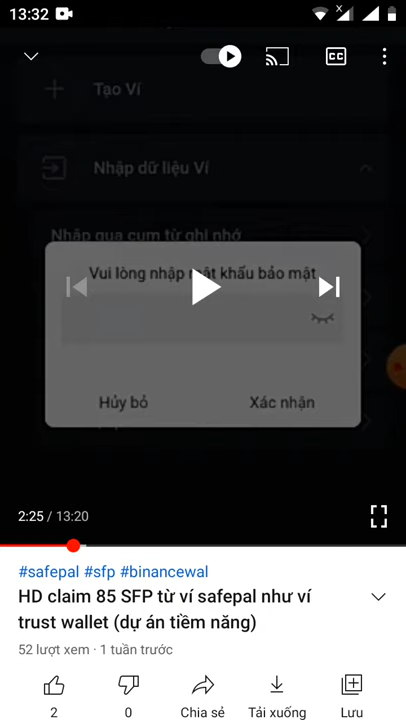 13:32
Tạo Ví
Nhập dữ liệu Ví
Nhập qua cụm từ ghi nhớ
Vui lòng nhập mật khẩu bảo mật
Hủy bỏ
Xác nhận
2:25 / 13:20
#safepal #sfp #binancewal
HD claim 85 SFP từ ví safepal như ví
trust wallet (dự án tiềm năng)
52 lượt xem · 1 tuần trước
2
0
Chia sẻ
Tải xuống
Lưu